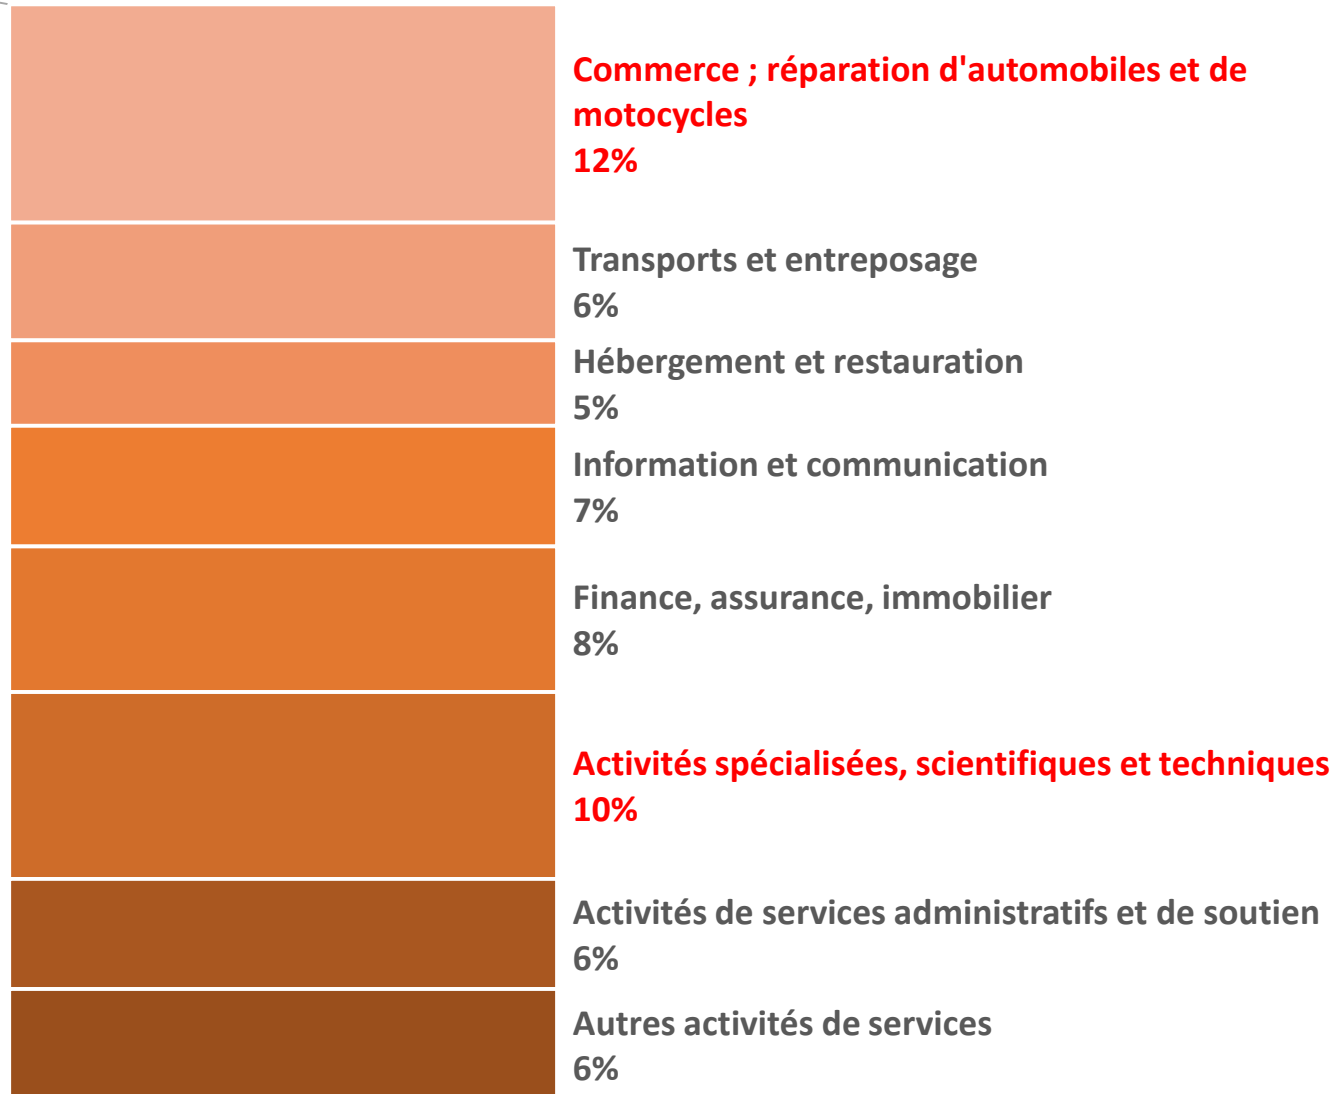 Commerce ; réparation d'automobiles et de
motocycles
12%
Transports et entreposage
6%
Hébergement et restauration
5%
Information et communication
7%
Finance, assurance, immobilier
8%
Activités spécialisées, scientifiques et techniques
10%
Activités de services administratifs et de soutien
6%
Autres activités de services
6%